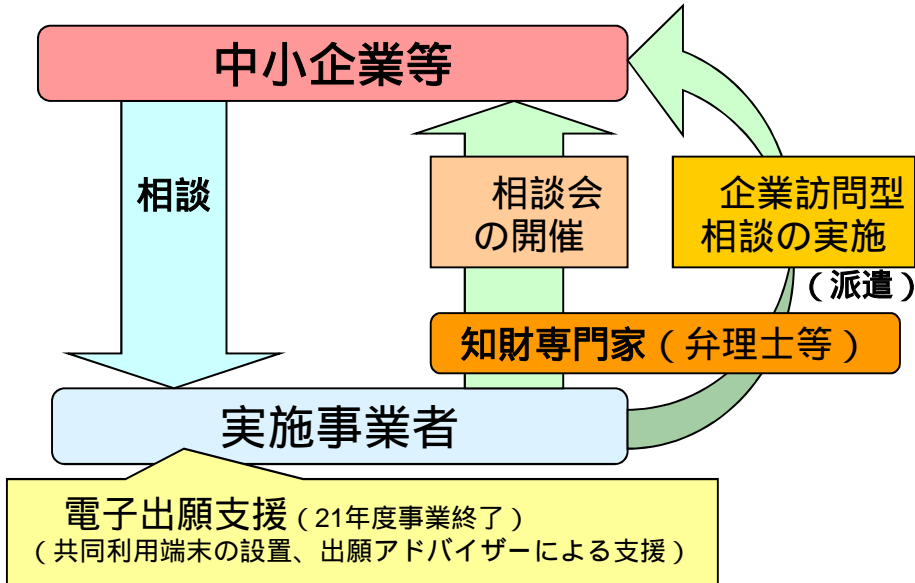 中小企業等
相談
相談会
の開催
企業訪問型
相談の実施
（派遣）
知財専門家（弁理士等）
実施事業者
電子出願支援（21年度事業終了）
（共同利用端末の設置、出願アドバイザーによる支援）